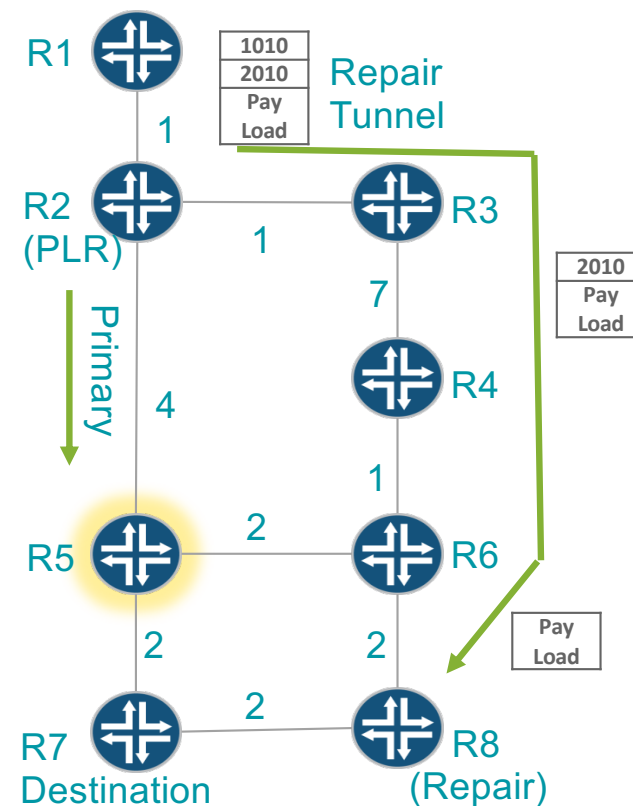 R1
1010
2010
Pay
Load
Repair
Tunnel
1
R2
(PLR)
R3
1
2010
Pay
Load
Primary
7
R4
4
1
R5
2
R6
2
2
Pay
Load
R7
Destination
2
R8
(Repair)